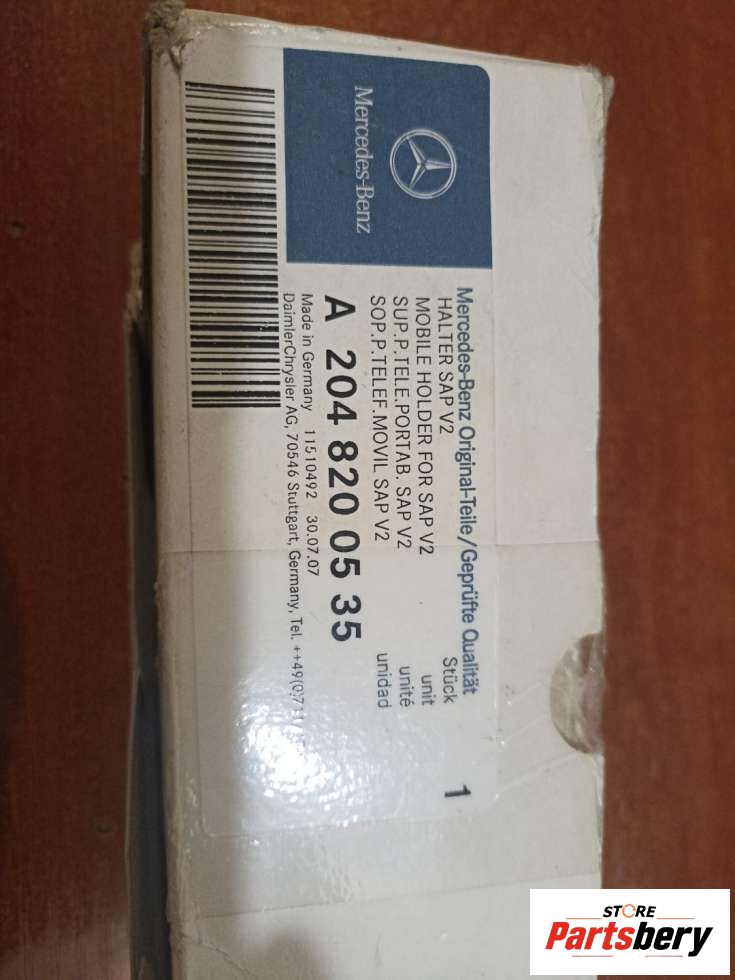 Mercedes-Benz
Mercedes-Benz Original-Teile/Geprüfte Qualität
HALTER SAP V2 Stück 1
MOBILE HOLDER FOR SAP V2 unit
SUP.P.TELE.PORTAB. SAP V2 unité
SOP.P.TELEF.MOVIL SAP V2 unidad
A 204 820 05 35
Made in Germany 11510492 30.07.07
DaimlerChrysler AG, 70546 Stuttgart, Germany, Tel. ++49(0)711
STORE
Partsbery